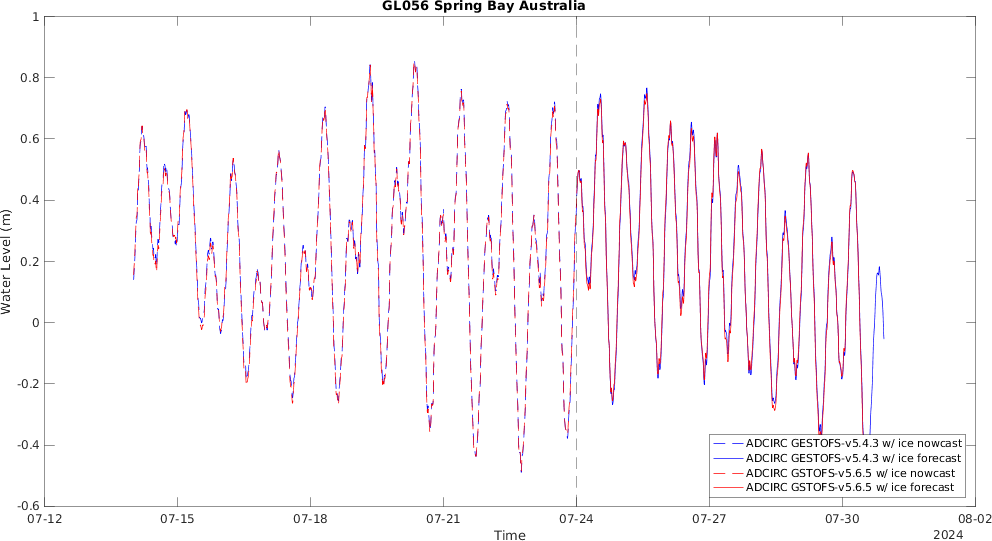 GL056 Spring Bay Australia
1
0.8
0.6
0.4
0.2
0
-0.2
-0.4
-0.6
Water Level (m)
07-12 07-15 07-18 07-21 07-24 07-27 07-30 08-02
Time
2024
ADCIRC GESTOFS-v5.4.3 w/ ice nowcast
ADCIRC GESTOFS-v5.4.3 w/ ice forecast
ADCIRC GSTOFS-v5.6.5 w/ ice nowcast
ADCIRC GSTOFS-v5.6.5 w/ ice forecast